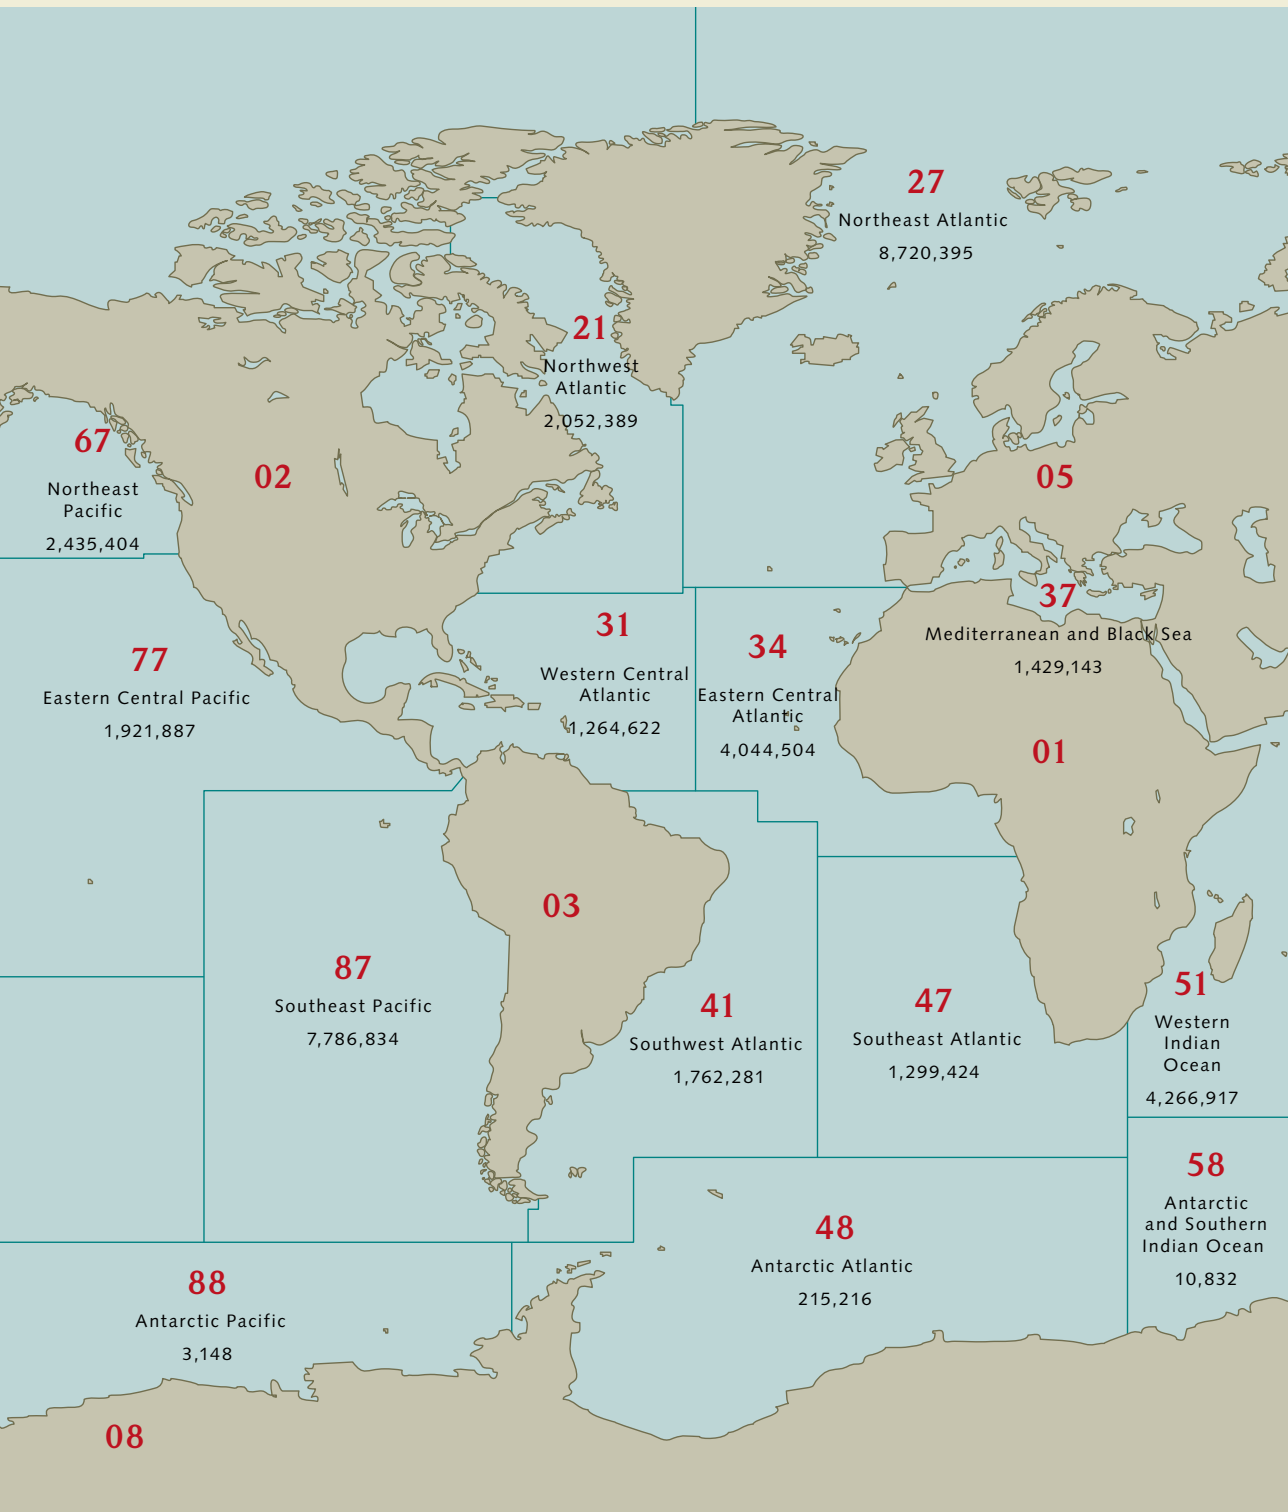 27
Northeast Atlantic
8,720,395
21
Northwest
Atlantic
2,052,389
67
Northeast
Pacific
2,435,404
02
05
37
Mediterranean and Black Sea
1,429,143
31
Western Central
Atlantic
1,264,622
34
Eastern Central
Atlantic
4,044,504
77
Eastern Central Pacific
1,921,887
01
03
87
Southeast Pacific
7,786,834
41
Southwest Atlantic
1,762,281
47
Southeast Atlantic
1,299,424
51
Western
Indian
Ocean
4,266,917
58
Antarctic
and Southern
Indian Ocean
10,832
48
Antarctic Atlantic
215,216
88
Antarctic Pacific
3,148
08